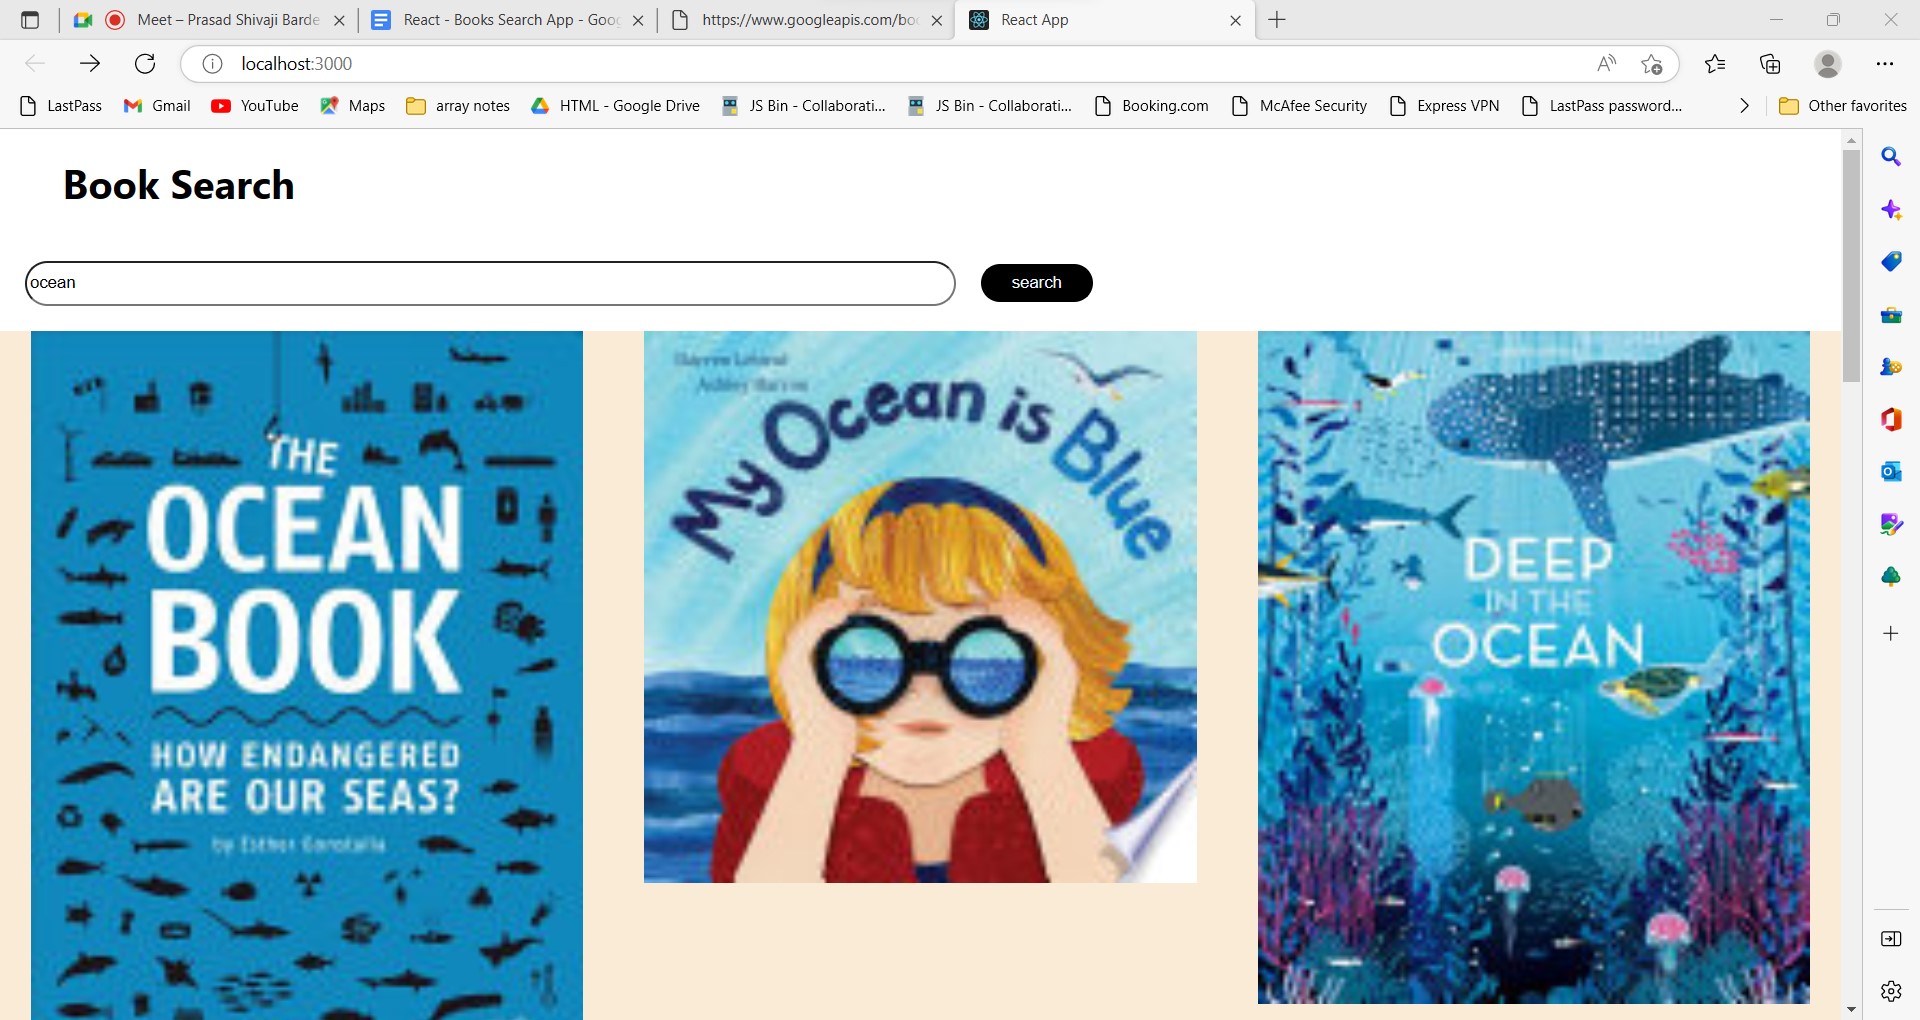 Meet – Prasad Shivaji Barde
React - Books Search App - Goo
https://www.googleapis.com/bo
React App
localhost:3000
LastPass
Gmail
YouTube
Maps
array notes
HTML - Google Drive
JS Bin - Collaborati...
JS Bin - Collaborati...
Booking.com
McAfee Security
Express VPN
LastPass password...
Other favorites
Book Search
ocean
search
THE
OCEAN
BOOK
HOW ENDANGERED
ARE OUR SEAS?
by Esther Gonstalla
My Ocean is Blue
DEEP
IN THE
OCEAN